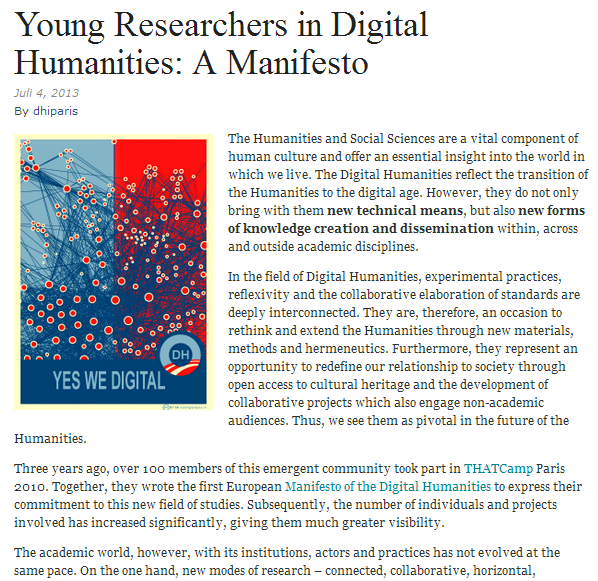 Young Researchers in Digital
Humanities: A Manifesto
Juli 4, 2013
By dhiparis
The Humanities and Social Sciences are a vital component of
human culture and offer an essential insight into the world in
which we live. The Digital Humanities reflect the transition of
the Humanities to the digital age. However, they do not only
bring with them new technical means, but also new forms
of knowledge creation and dissemination within, across
and outside academic disciplines.
In the field of Digital Humanities, experimental practices,
reflexivity and the collaborative elaboration of standards are
deeply interconnected. They are, therefore, an occasion to
rethink and extend the Humanities through new materials,
methods and hermeneutics. Furthermore, they represent an
opportunity to redefine our relationship to society through
open access to cultural heritage and the development of
collaborative projects which also engage non-academic
audiences. Thus, we see them as pivotal in the future of the
Humanities.
DH
YES WE DIGITAL
Three years ago, over 100 members of this emergent community took part in THATCamp Paris
2010. Together, they wrote the first European Manifesto of the Digital Humanities to express their
commitment to this new field of studies. Subsequently, the number of individuals and projects
involved has increased significantly, giving them much greater visibility.
The academic world, however, with its institutions, actors and practices has not evolved at the
same pace. On the one hand, new modes of research – connected, collaborative, horizontal,